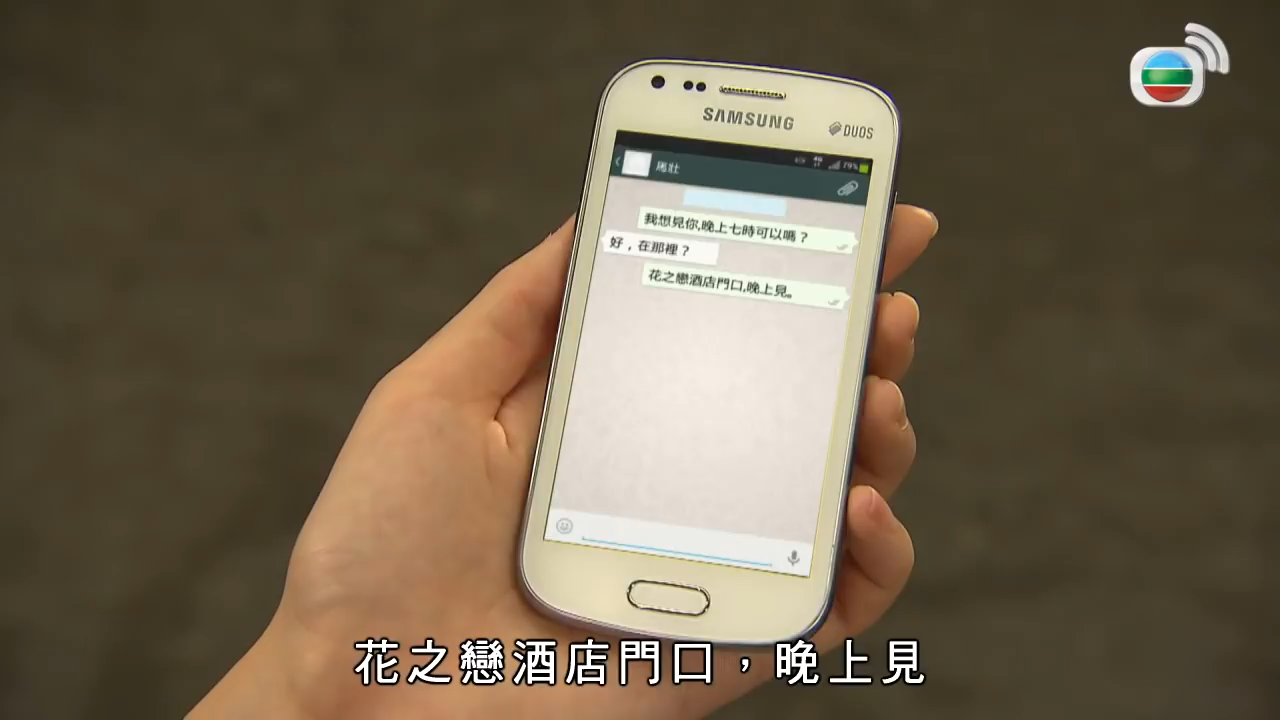 SAMSUNG
DUOS
79%
馬壯
我想見你,晚上七時可以嗎？
好，在那裡？
花之戀酒店門口,晚上見。
花之戀酒店門口，晚上見